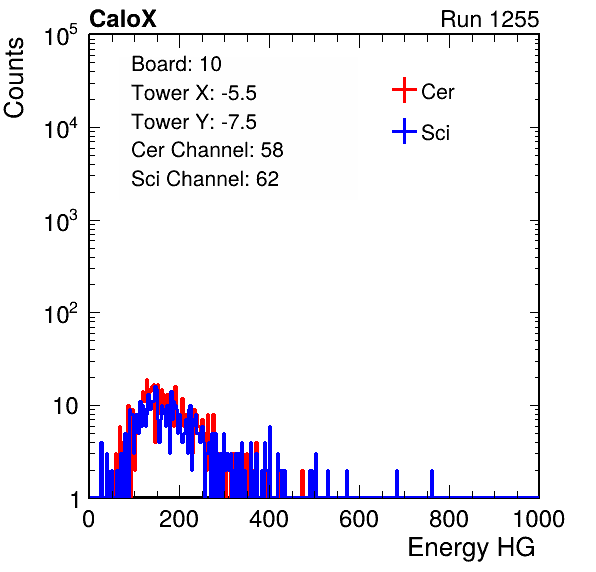 CaloX Run 1255
Counts
10^5
10^4
10^3
10^2
10
1
Board: 10
Tower X: -5.5
Tower Y: -7.5
Cer Channel: 58
Sci Channel: 62
Cer
Sci
0 200 400 600 800 1000
Energy HG